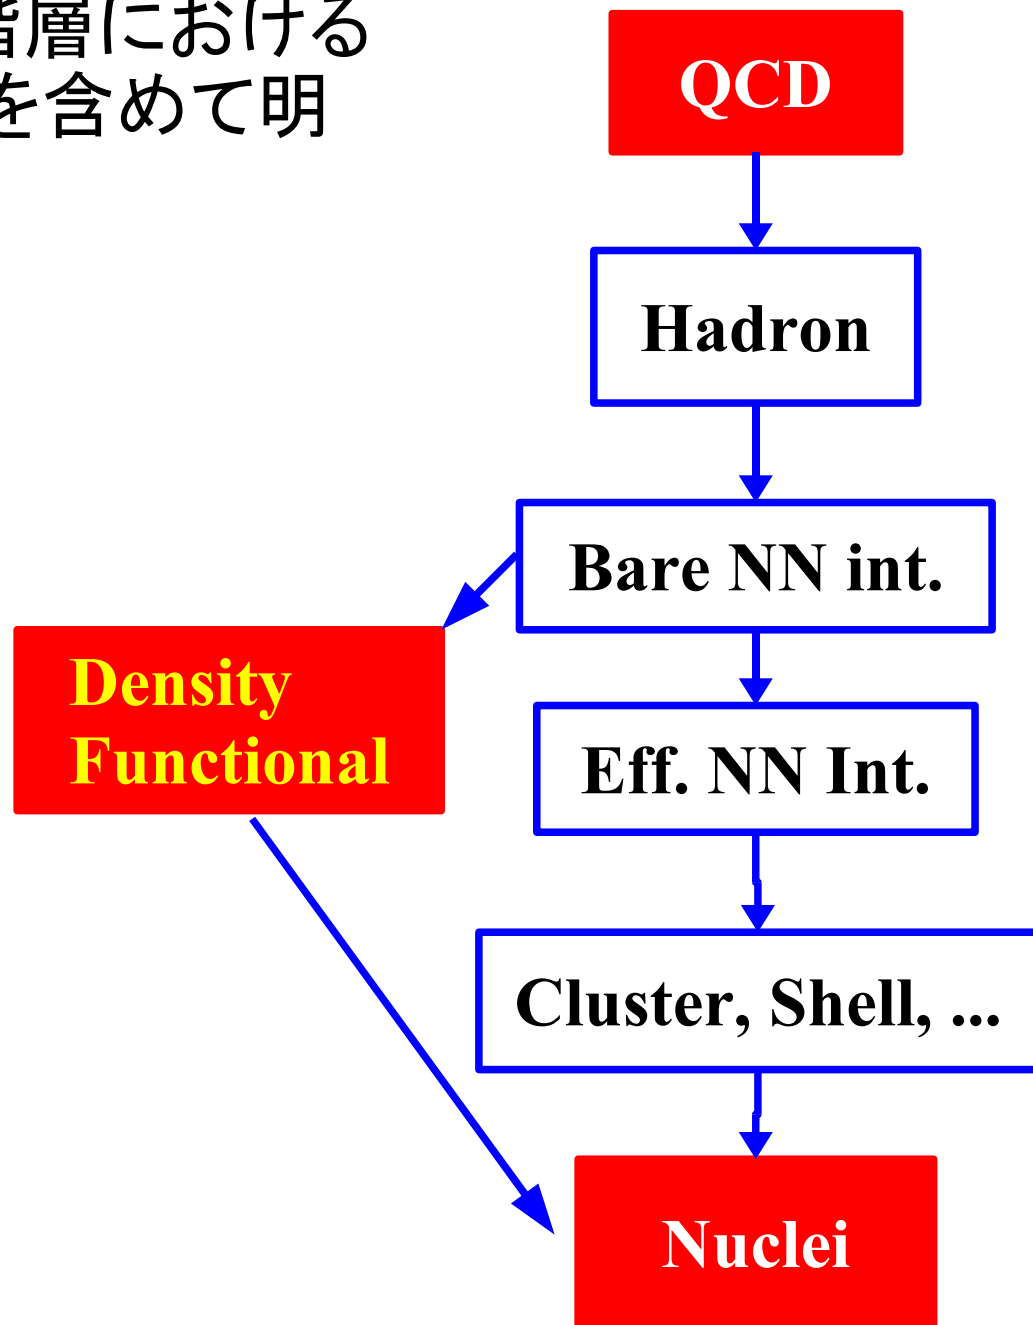 階層における
を含めて明
QCD
Hadron
Bare NN int.
Density
Functional
Eff. NN Int.
Cluster, Shell, ...
Nuclei